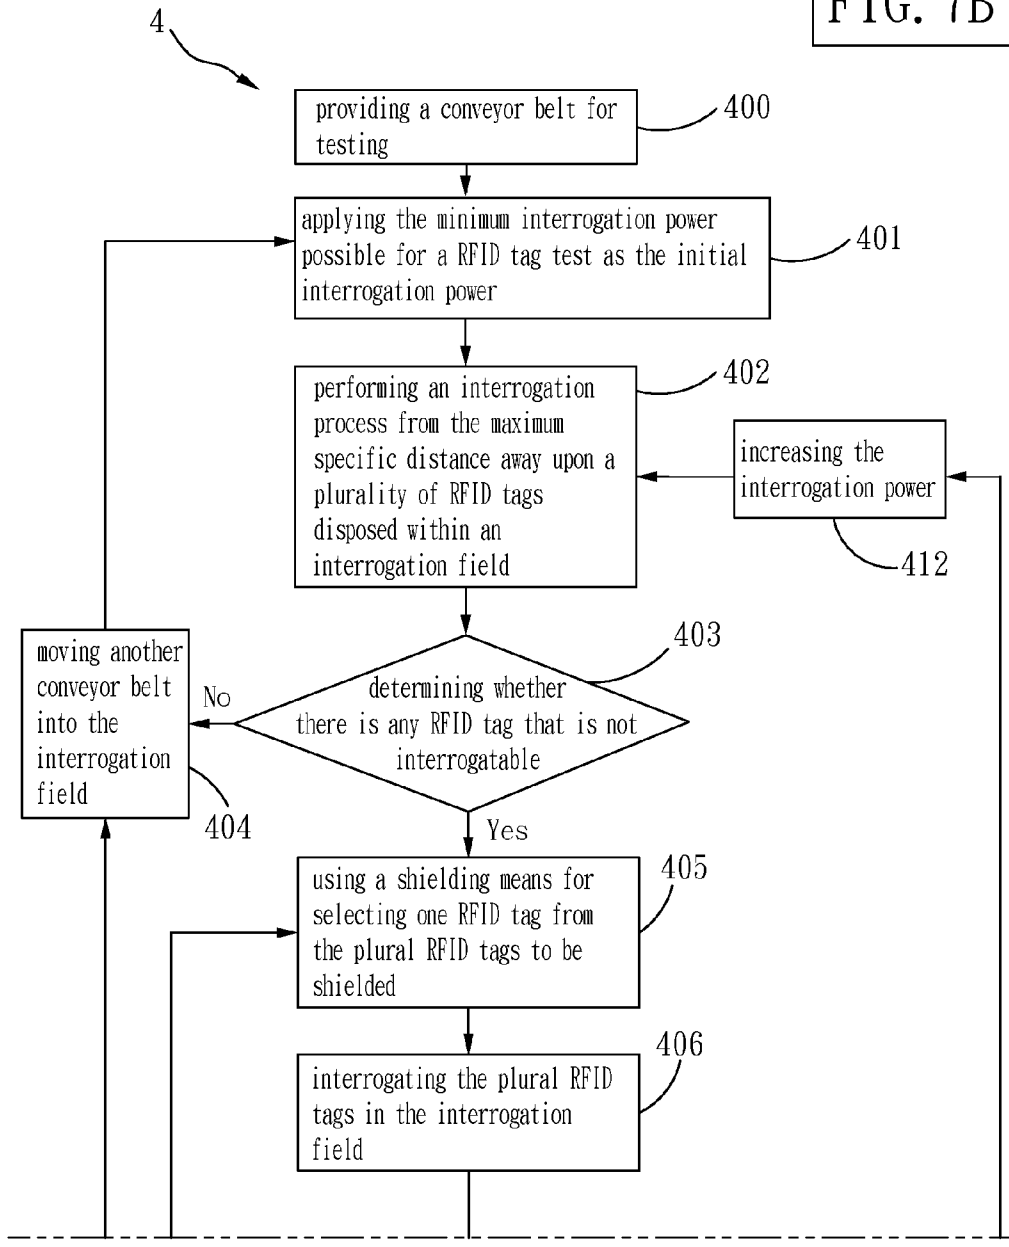 FIG. 7B
4
providing a conveyor belt for
testing
400
applying the minimum interrogation power
possible for a RFID tag test as the initial
interrogation power
401
performing an interrogation
process from the maximum
specific distance away upon a
plurality of RFID tags
disposed within an
interrogation field
402
increasing the
interrogation power
412
moving another
conveyor belt
into the
interrogation
field
404
No
determining whether
there is any RFID tag that is not
interrogatable
403
Yes
using a shielding means for
selecting one RFID tag from
the plural RFID tags to be
shielded
405
interrogating the plural RFID
tags in the interrogation
field
406